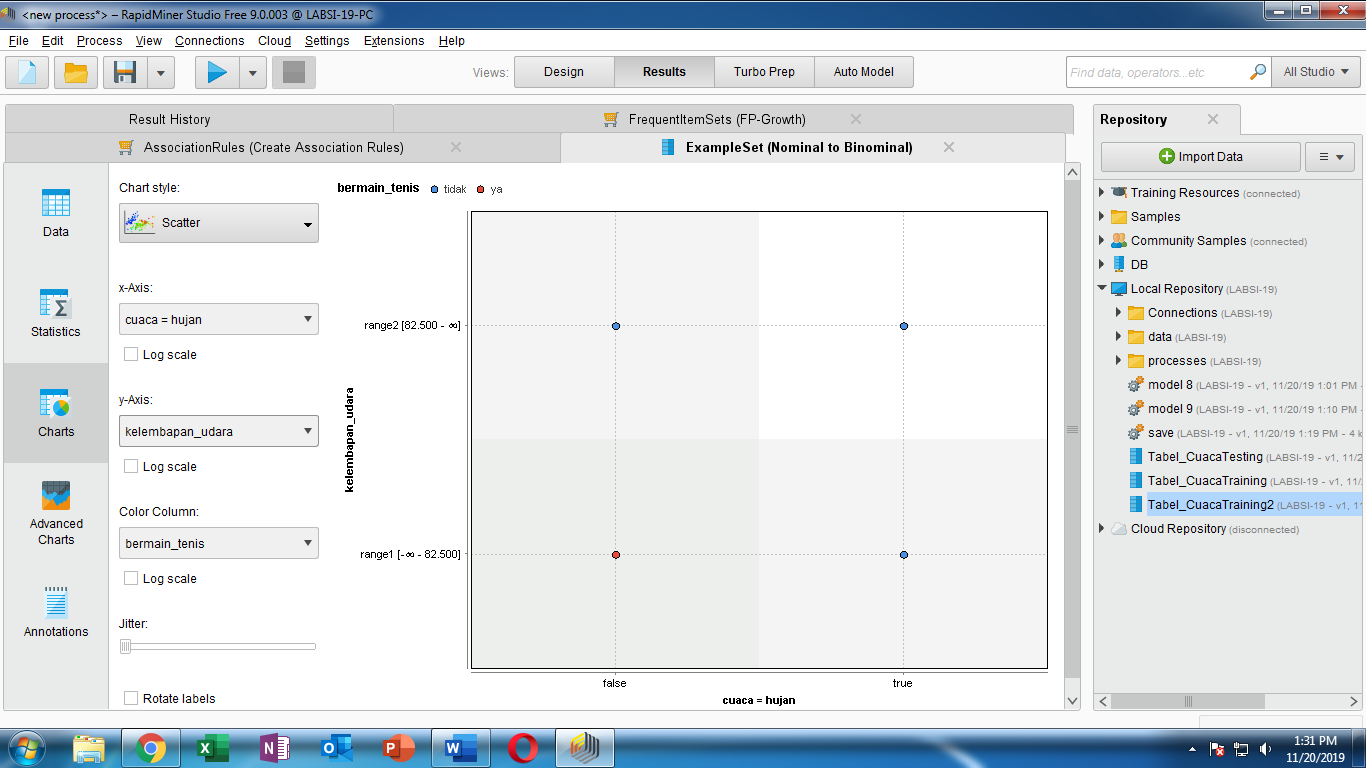 <new process*> – RapidMiner Studio Free 9.0.003 @ LABSI-19-PC
File Edit Process View Connections Cloud Settings Extensions Help
Views: Design Results Turbo Prep Auto Model
Find data, operators...etc All Studio
Result History FrequentItemSets (FP-Growth)
AssociationRules (Create Association Rules) ExampleSet (Nominal to Binominal)
Data
Statistics
Charts
Advanced
Charts
Annotations
Chart style:
Scatter
x-Axis:
cuaca = hujan
Log scale
y-Axis:
kelembapan_udara
Log scale
Color Column:
bermain_tenis
Log scale
Jitter:
Rotate labels
bermain_tenis tidak ya
range2 [82.500 - ∞]
kelembapan_udara
range1 [-∞ - 82.500]
false true
cuaca = hujan
Repository
Import Data
Training Resources (connected)
Samples
Community Samples (connected)
DB
Local Repository (LABSI-19)
Connections (LABSI-19)
data (LABSI-19)
processes (LABSI-19)
model 8 (LABSI-19 - v1, 11/20/19 1:01 PM -
model 9 (LABSI-19 - v1, 11/20/19 1:10 PM -
save (LABSI-19 - v1, 11/20/19 1:19 PM - 4 k
Tabel_CuacaTesting (LABSI-19 - v1, 11/2
Tabel_CuacaTraining (LABSI-19 - v1, 11/
Tabel_CuacaTraining2 (LABSI-19 - v1, 11
Cloud Repository (disconnected)
1:31 PM
11/20/2019